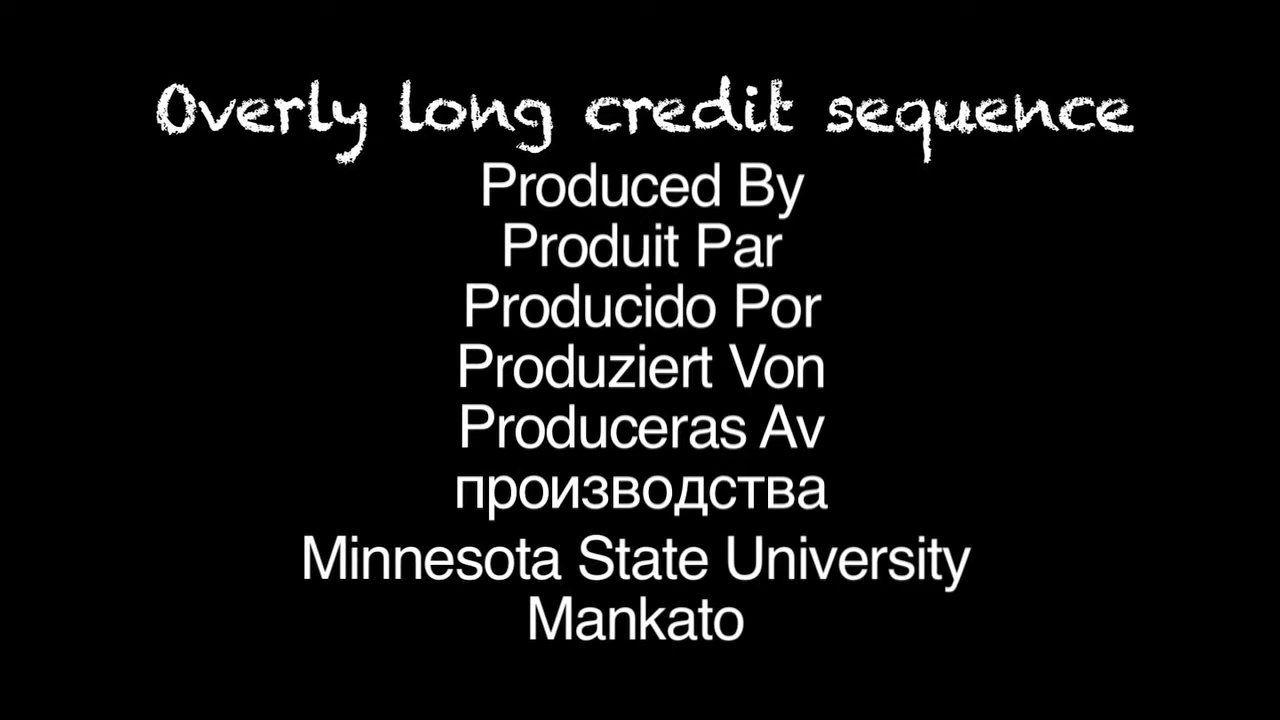 Overly long credit sequence
Produced By
Produit Par
Producido Por
Produziert Von
Produceras Av
производства
Minnesota State University
Mankato